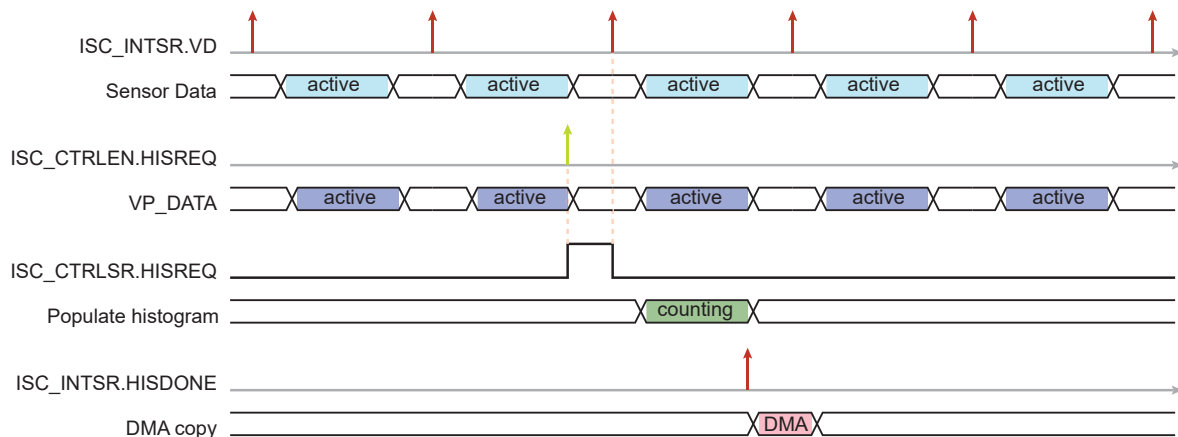 ISC_INTSR.VD
Sensor Data active active active active active
ISC_CTRLEN.HISREQ
VP_DATA active active active active active
ISC_CTRLSR.HISREQ
Populate histogram counting
ISC_INTSR.HISDONE
DMA copy DMA